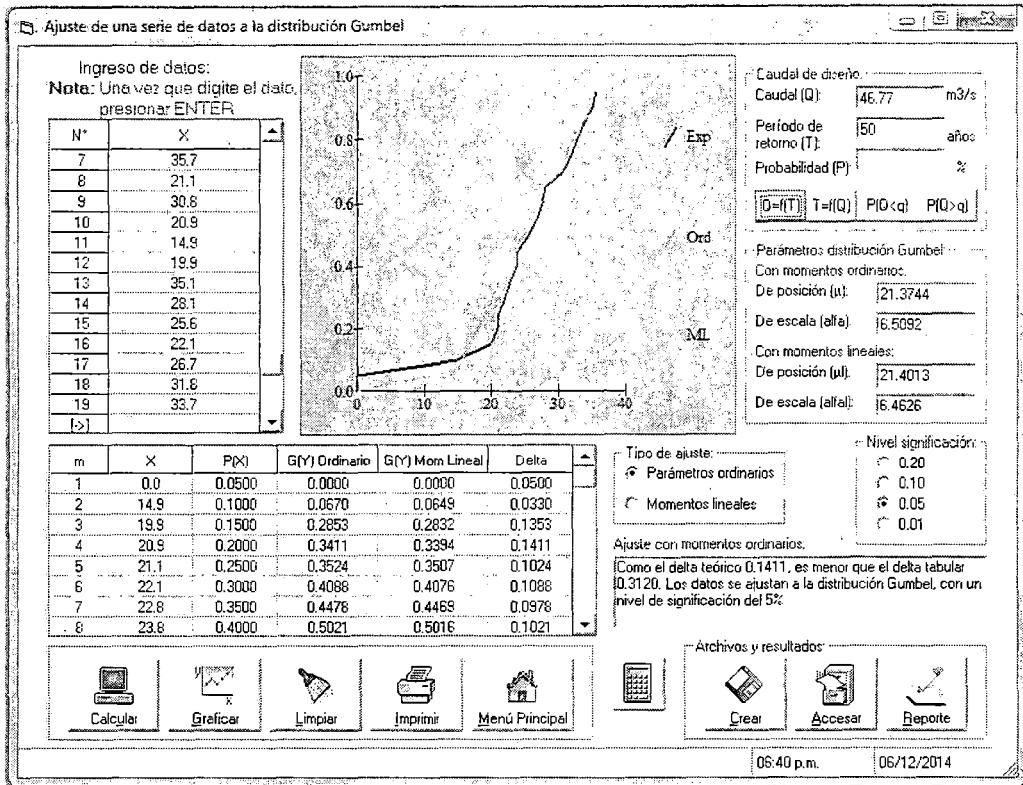 Ajuste de una serie de datos a la distribución Gumbel
Ingreso de datos:
Nota: Una vez que digite el dato, presionar ENTER
N° X
7 35.7
8 21.1
9 30.8
10 20.9
11 14.9
12 19.9
13 35.1
14 28.1
15 25.6
16 22.1
17 26.7
18 31.8
19 33.7
[->]
1.0
0.8
0.6
0.4
0.2
0.0
0 10 20 30 40
Exp
Ord
ML
Caudal de diseño:
Caudal (Q): 46.77 m3/s
Período de retorno (T): 50 años
Probabilidad (P): %
Q=f(T) T=f(Q) P(Q<q) P(Q>q)
Parámetros distribución Gumbel
Con momentos ordinarios:
De posición (µ): 21.3744
De escala (alfa): 6.5092
Con momentos lineales:
De posición (µl): 21.4013
De escala (alfal): 6.4626
m X P(X) G(Y) Ordinario G(Y) Mom Lineal Delta
1 0.0 0.0500 0.0000 0.0000 0.0500
2 14.9 0.1000 0.0670 0.0649 0.0330
3 19.9 0.1500 0.2853 0.2832 0.1353
4 20.9 0.2000 0.3411 0.3394 0.1411
5 21.1 0.2500 0.3524 0.3507 0.1024
6 22.1 0.3000 0.4088 0.4076 0.1088
7 22.8 0.3500 0.4478 0.4469 0.0978
8 23.8 0.4000 0.5021 0.5016 0.1021
Tipo de ajuste:
Parámetros ordinarios
Momentos lineales
Nivel significación:
0.20
0.10
0.05
0.01
Ajuste con momentos ordinarios:
Como el delta teórico 0.1411, es menor que el delta tabular
0.3120. Los datos se ajustan a la distribución Gumbel, con un
nivel de significación del 5%
Calcular Graficar Limpiar Imprimir Menú Principal
Archivos y resultados:
Crear Accesar Reporte
06:40 p.m. 06/12/2014